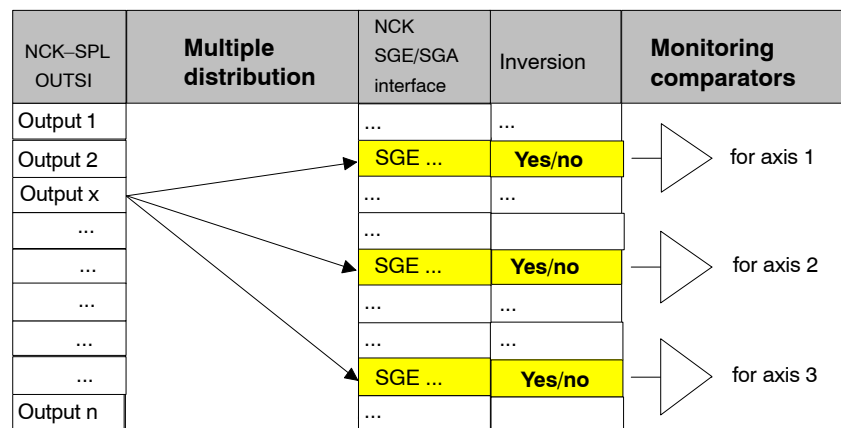 NCK–SPL
OUTSI
Multiple
distribution
NCK
SGE/SGA
interface
Inversion
Monitoring
comparators
Output 1
...
...
Output 2
SGE ...
Yes/no
for axis 1
Output x
...
...
...
...
...
SGE ...
Yes/no
for axis 2
...
...
...
...
...
...
...
SGE ...
Yes/no
for axis 3
Output n
...